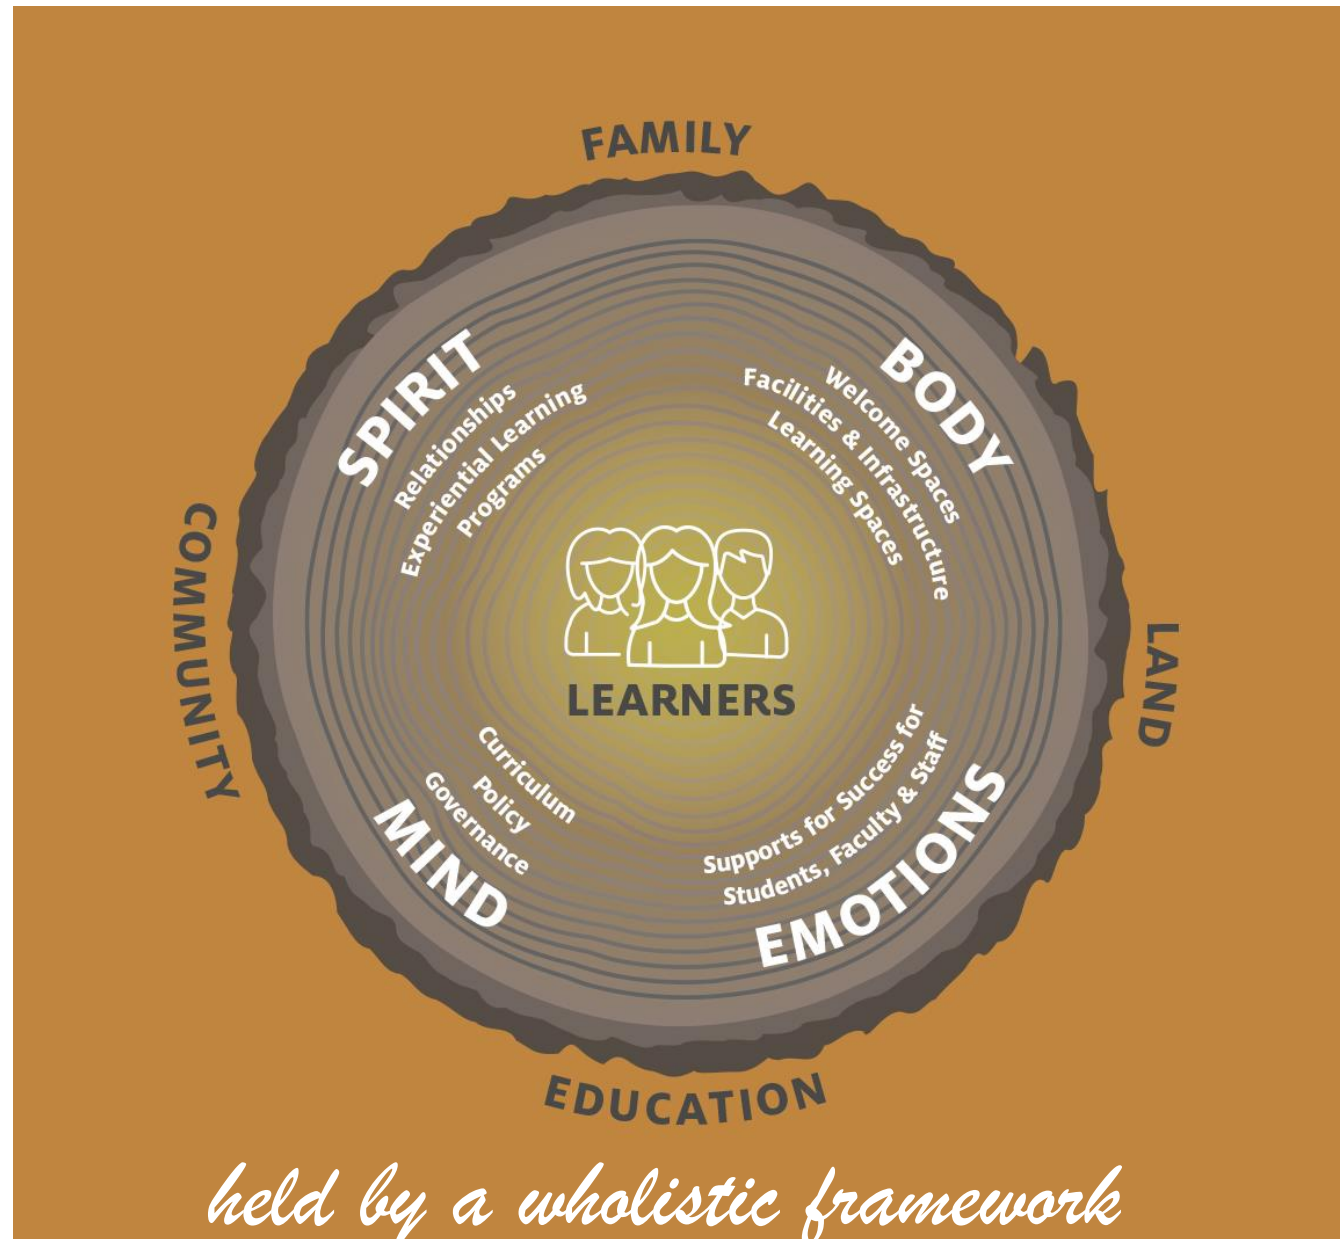 FAMILY
SPIRIT
Relationships
Experiential Learning
Programs
BODY
Welcome Spaces
Facilities & Infrastructure
Learning Spaces
COMMUNITY
LAND
LEARNERS
Curriculum
Policy
Governance
MIND
Supports for Success for
Students, Faculty & Staff
EMOTIONS
EDUCATION
held by a wholistic framework